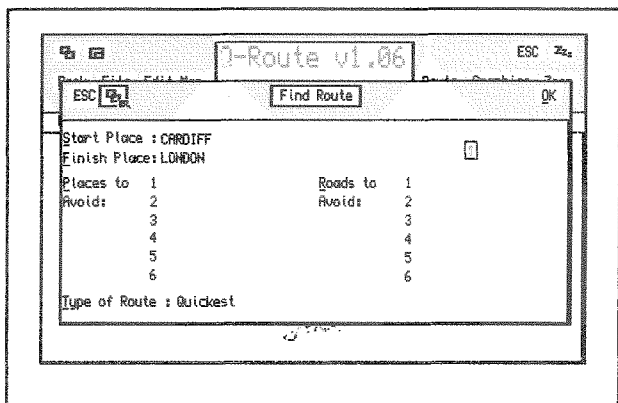 ESC Zzz
Q-Route v1.06
ESC Find Route OK
Start Place : CARDIFF
Finish Place: LONDON
Places to 1 Roads to 1
Avoid: 2 Avoid: 2
3 3
4 4
5 5
6 6
Type of Route : Quickest